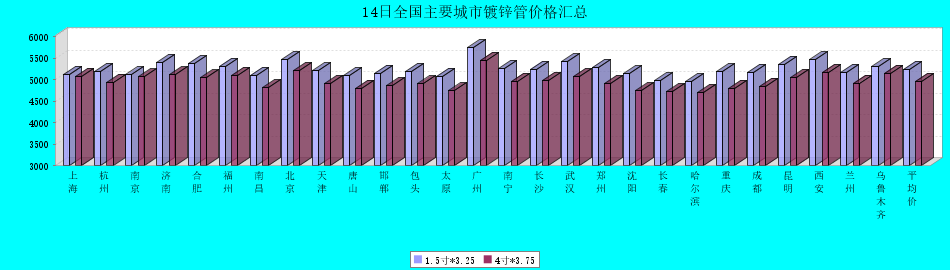 14日全国主要城市镀锌管价格汇总
6000
5500
5000
4500
4000
3500
3000
上海
杭州
南京
济南
合肥
福州
南昌
北京
天津
唐山
邯郸
包头
太原
广州
南宁
长沙
武汉
郑州
沈阳
长春
哈尔滨
重庆
成都
昆明
西安
兰州
乌鲁木齐
平均价
1.5寸*3.25
4寸*3.75